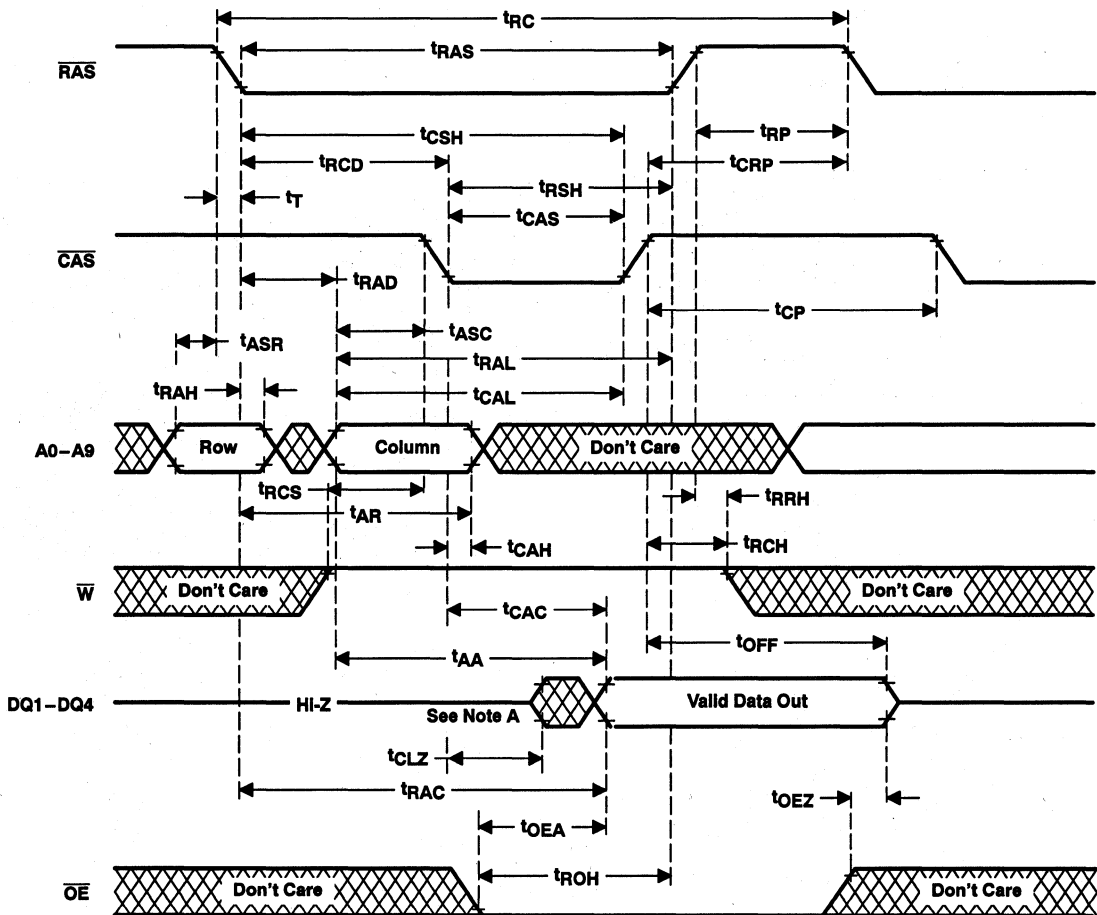 tRC
tRAS
RAS
tCSH
tRP
tRCD
tCRP
tRSH
tT
tCAS
CAS
tRAD
tCP
tASC
tASR
tRAL
tRAH
tCAL
A0–A9
Row
Column
Don't Care
tRCS
tRRH
tAR
tCAH
tRCH
W
Don't Care
Don't Care
tCAC
tOFF
tAA
DQ1–DQ4
HI-Z
Valid Data Out
See Note A
tCLZ
tRAC
tOEZ
tOEA
tROH
OE
Don't Care
Don't Care